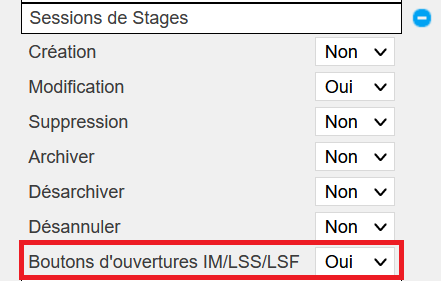 Sessions de Stages
Création Non
Modification Oui
Suppression Non
Archiver Non
Désarchiver Non
Désannuler Non
Boutons d'ouvertures IM/LSS/LSF Oui